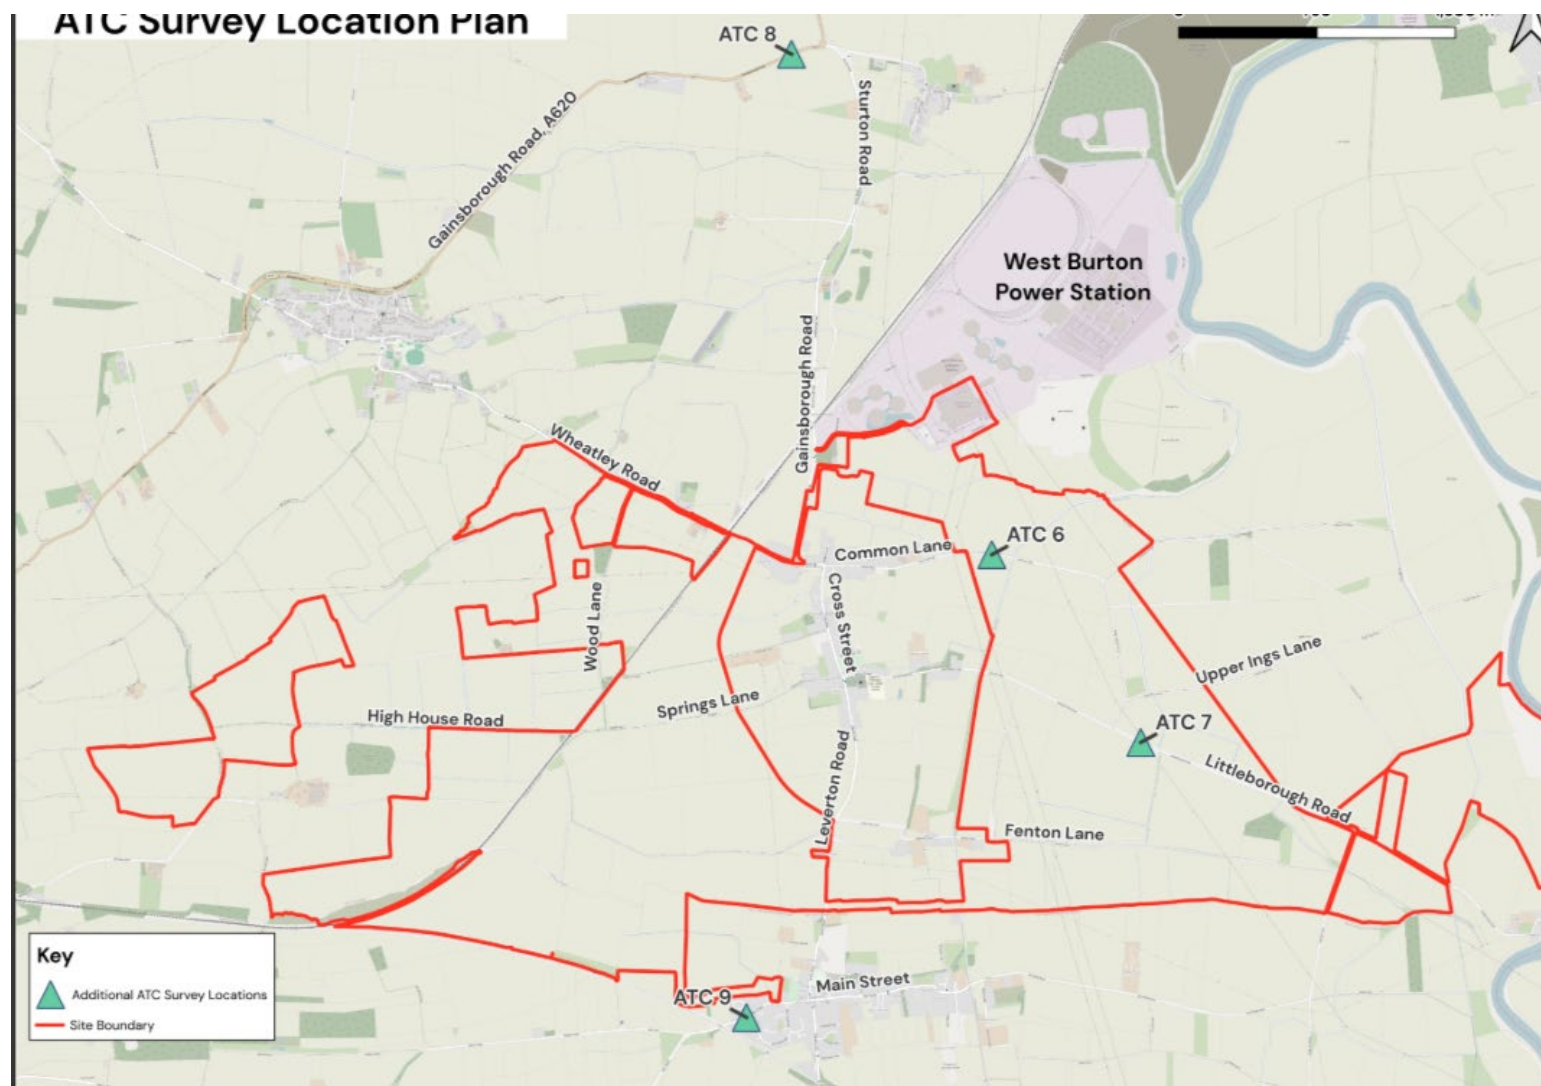 ATC Survey Location Plan
ATC 8
Sturton Road
Gainsborough Road, A620
West Burton
Power Station
Gainsborough Road
Wheatley Road
ATC 6
Common Lane
Cross Street
Wood Lane
Upper Ings Lane
Springs Lane
High House Road
ATC 7
Littleborough Road
Leverton Road
Fenton Lane
Key
Additional ATC Survey Locations
Site Boundary
Main Street
ATC 9